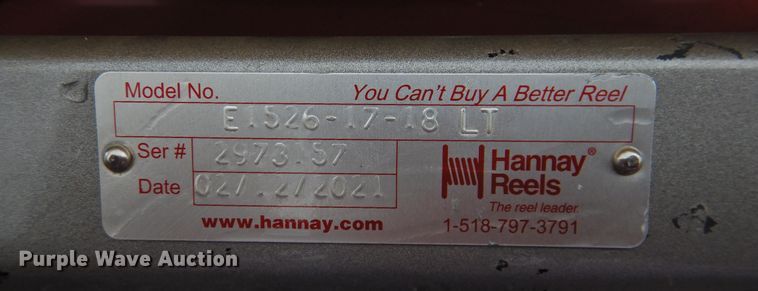 Model No. You Can't Buy A Better Reel
E1526-17-18 LT
Ser # 2973157
Date 02/12/2021
Hannay®
Reels
The reel leader.
www.hannay.com 1-518-797-3791
Purple Wave Auction